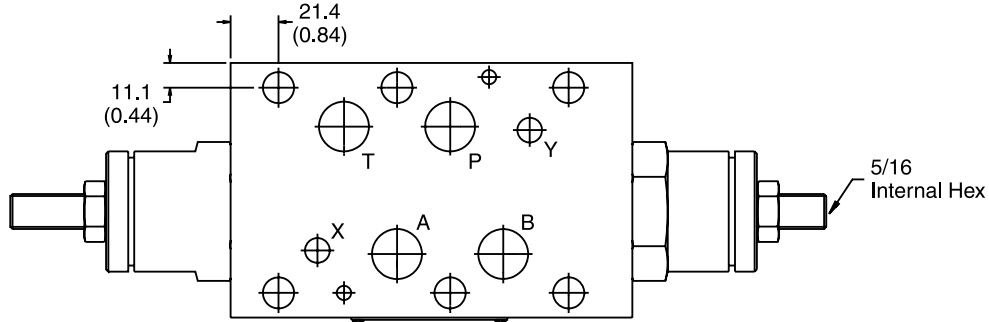 21.4
(0.84)
11.1
(0.44)
T
P
Y
5/16
Internal Hex
X
A
B